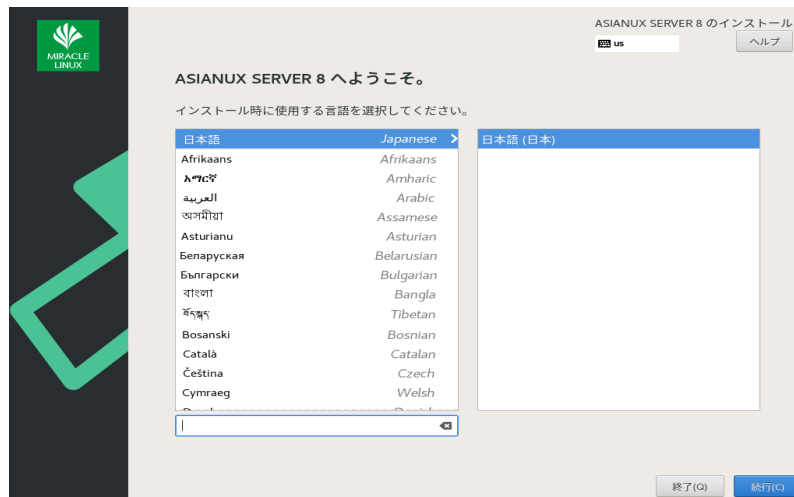 ASIANUX SERVER 8 のインストール
MIRACLE
LINUX
us
ヘルプ
ASIANUX SERVER 8 へようこそ。
インストール時に使用する言語を選択してください。
日本語 Japanese 日本語 (日本)
Afrikaans Afrikaans
አማርኛ Amharic
العربية Arabic
অসমীয়া Assamese
Asturianu Asturian
Беларуская Belarusian
Български Bulgarian
বাংলা Bangla
བོད་སྐད་ Tibetan
Bosanski Bosnian
Català Catalan
Čeština Czech
Cymraeg Welsh
終了(Q) 続行(C)